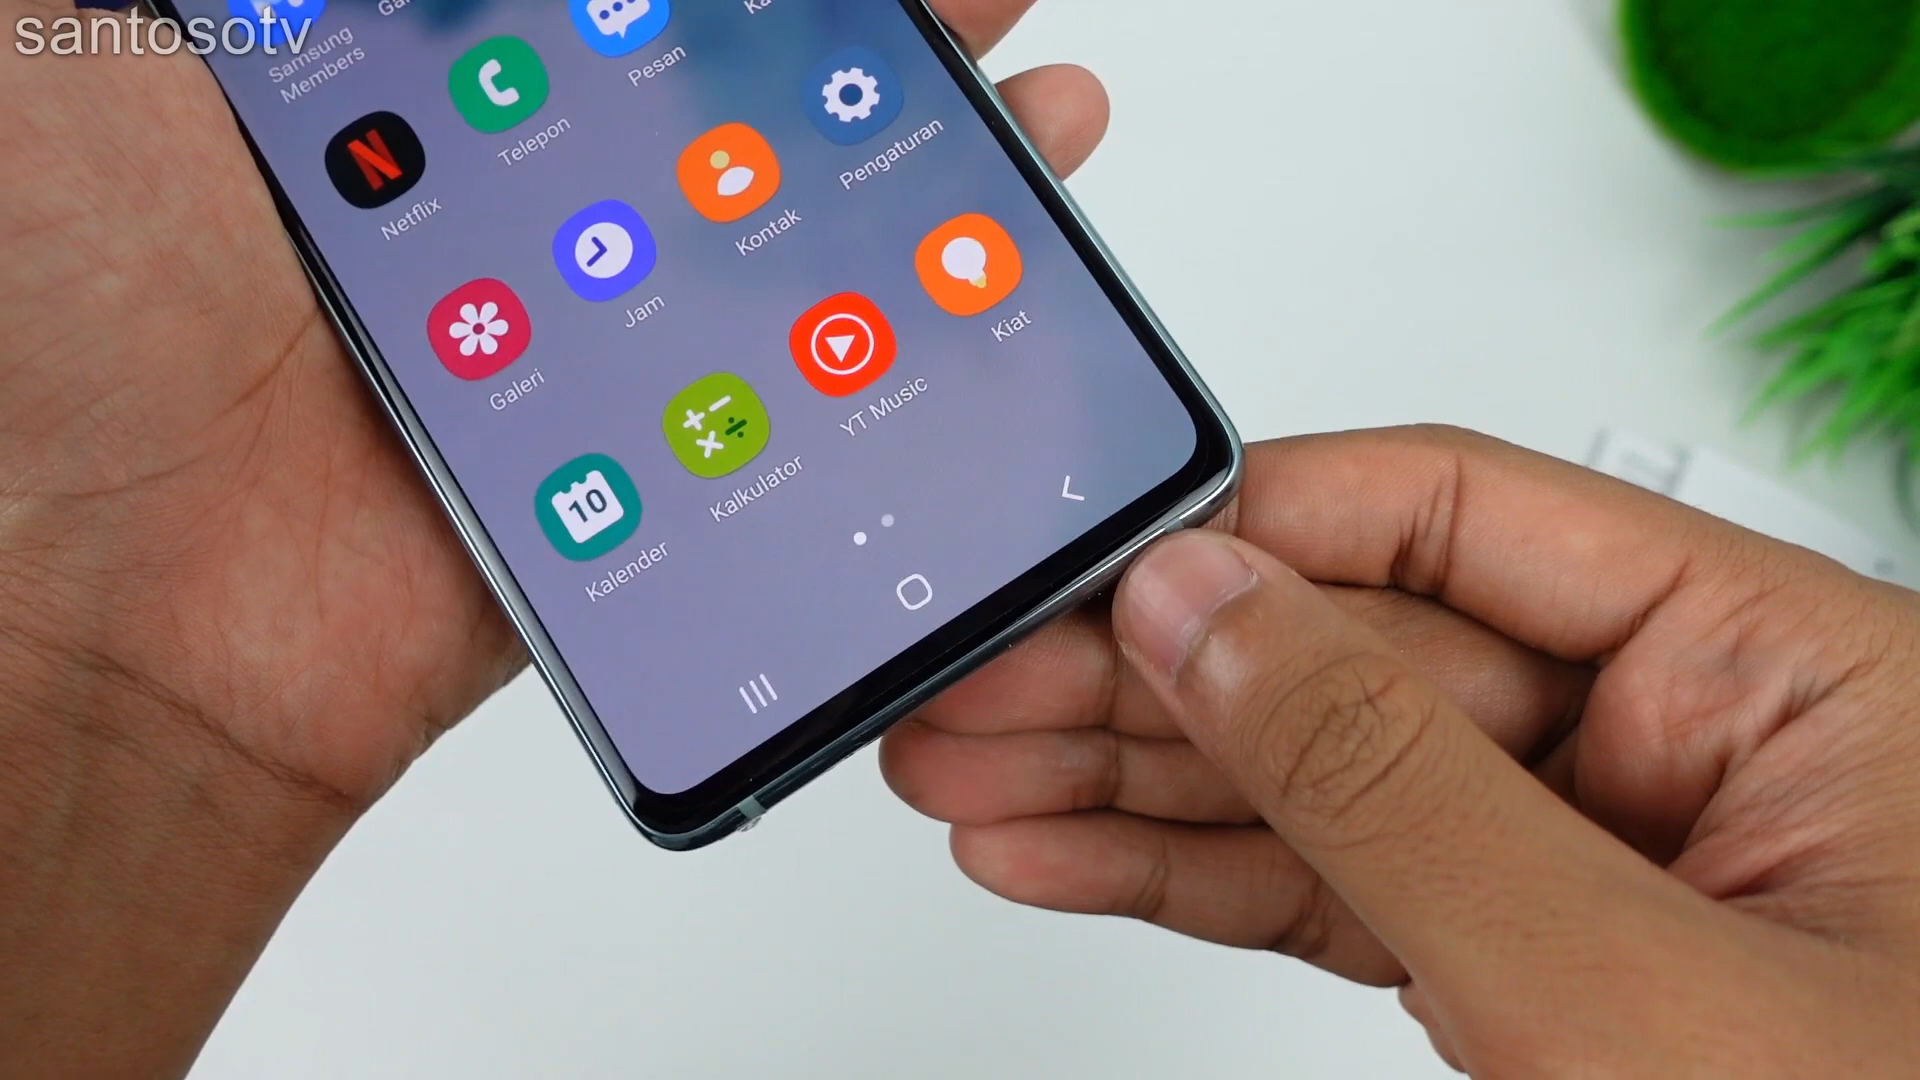 santosotv
Samsung
Members
Telepon
Pesan
N
Netflix
Pengaturan
Kontak
Jam
Galeri
Kiat
YT Music
Kalkulator
10
Kalender